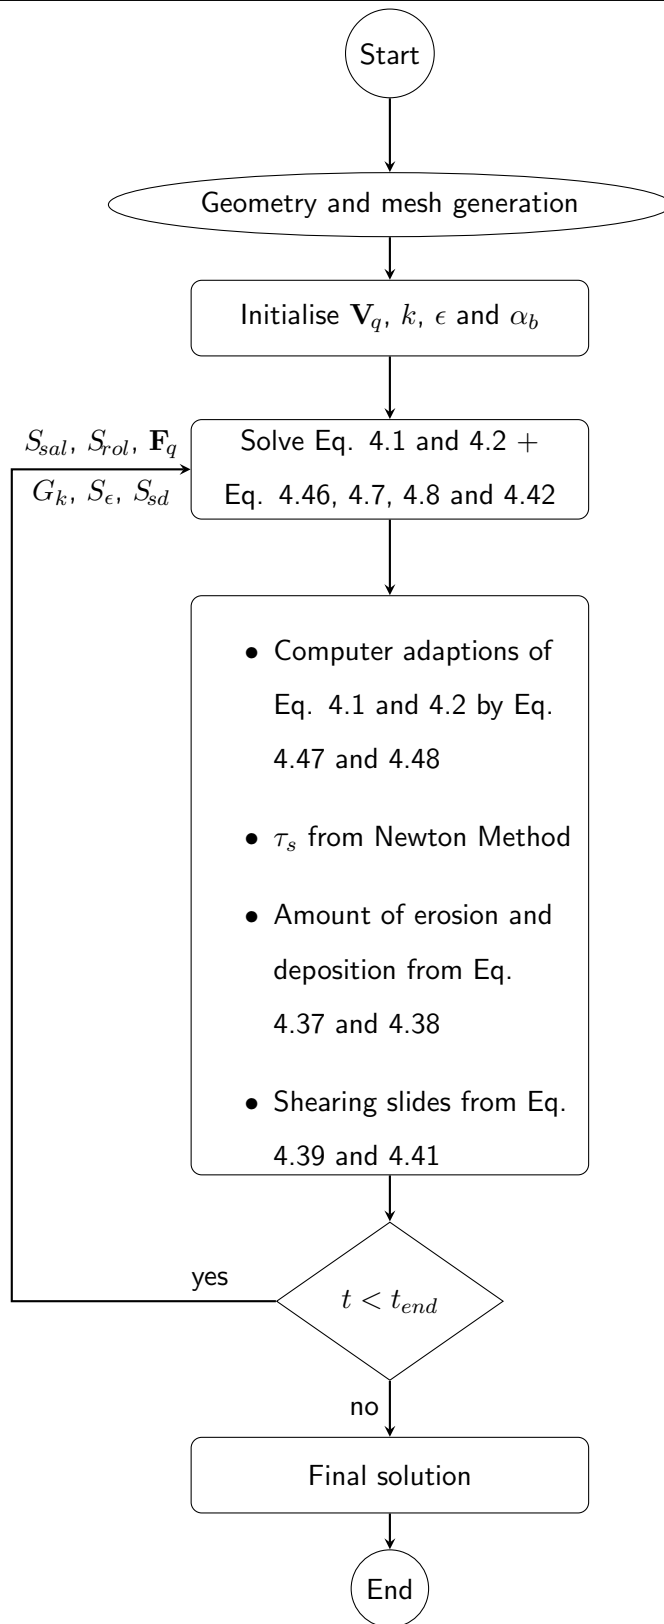 Start
Geometry and mesh generation
Initialise V_q, k, ϵ and α_b
S_sal, S_rol, F_q
G_k, S_ϵ, S_sd
Solve Eq. 4.1 and 4.2 +
Eq. 4.46, 4.7, 4.8 and 4.42
• Computer adaptions of
Eq. 4.1 and 4.2 by Eq.
4.47 and 4.48
• τ_s from Newton Method
• Amount of erosion and
deposition from Eq.
4.37 and 4.38
• Shearing slides from Eq.
4.39 and 4.41
yes
t < t_end
no
Final solution
End